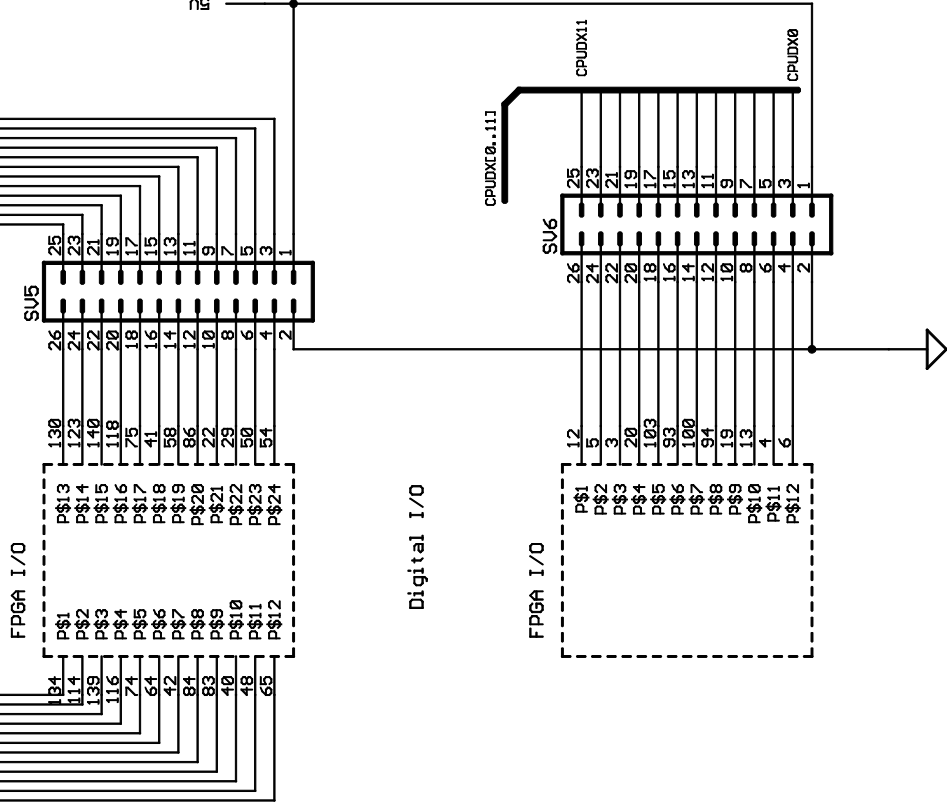 5V
CPUDX11
CPUDX0
CPUDX[0..11]
25 23 21 19 17 15 13 11 9 7 5 3 1
SV6
26 24 22 20 18 16 14 12 10 8 6 4 2
25 23 21 19 17 15 13 11 9 7 5 3 1
SV5
26 24 22 20 18 16 14 12 10 8 6 4 2
130 123 140 118 75 41 58 86 22 29 50 54
P$13 P$14 P$15 P$16 P$17 P$18 P$19 P$20 P$21 P$22 P$23 P$24
FPGA I/O
P$1 P$2 P$3 P$4 P$5 P$6 P$7 P$8 P$9 P$10 P$11 P$12
134 114 139 116 74 64 42 84 83 40 48 65
Digital I/O
12 5 3 20 103 93 100 94 19 13 4 6
P$1 P$2 P$3 P$4 P$5 P$6 P$7 P$8 P$9 P$10 P$11 P$12
FPGA I/O